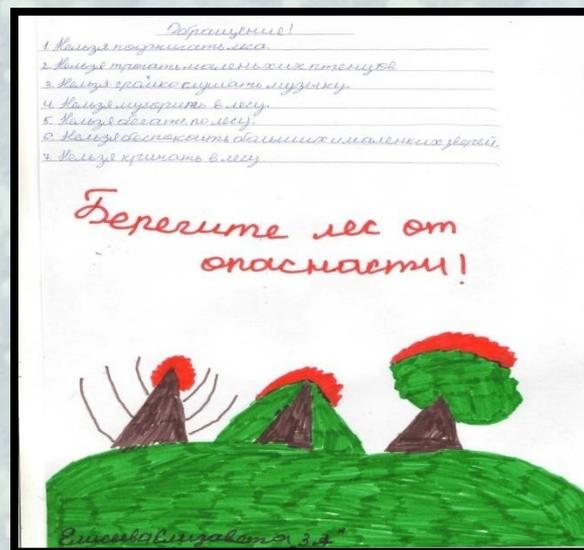 Обращение!
1. Нельзя поджигать леса.
2. Нельзя трогать маленьких их птенцов
3. Нельзя громко слушать музыку.
4. Нельзя мусорить в лесу.
5. Нельзя бегать по лесу.
6. Нельзя беспокоить больших и маленких зверей.
7. Нельзя кричать в лесу
Берегите лес от
опаснасти!
Елисеева Елизавета 3 "А"